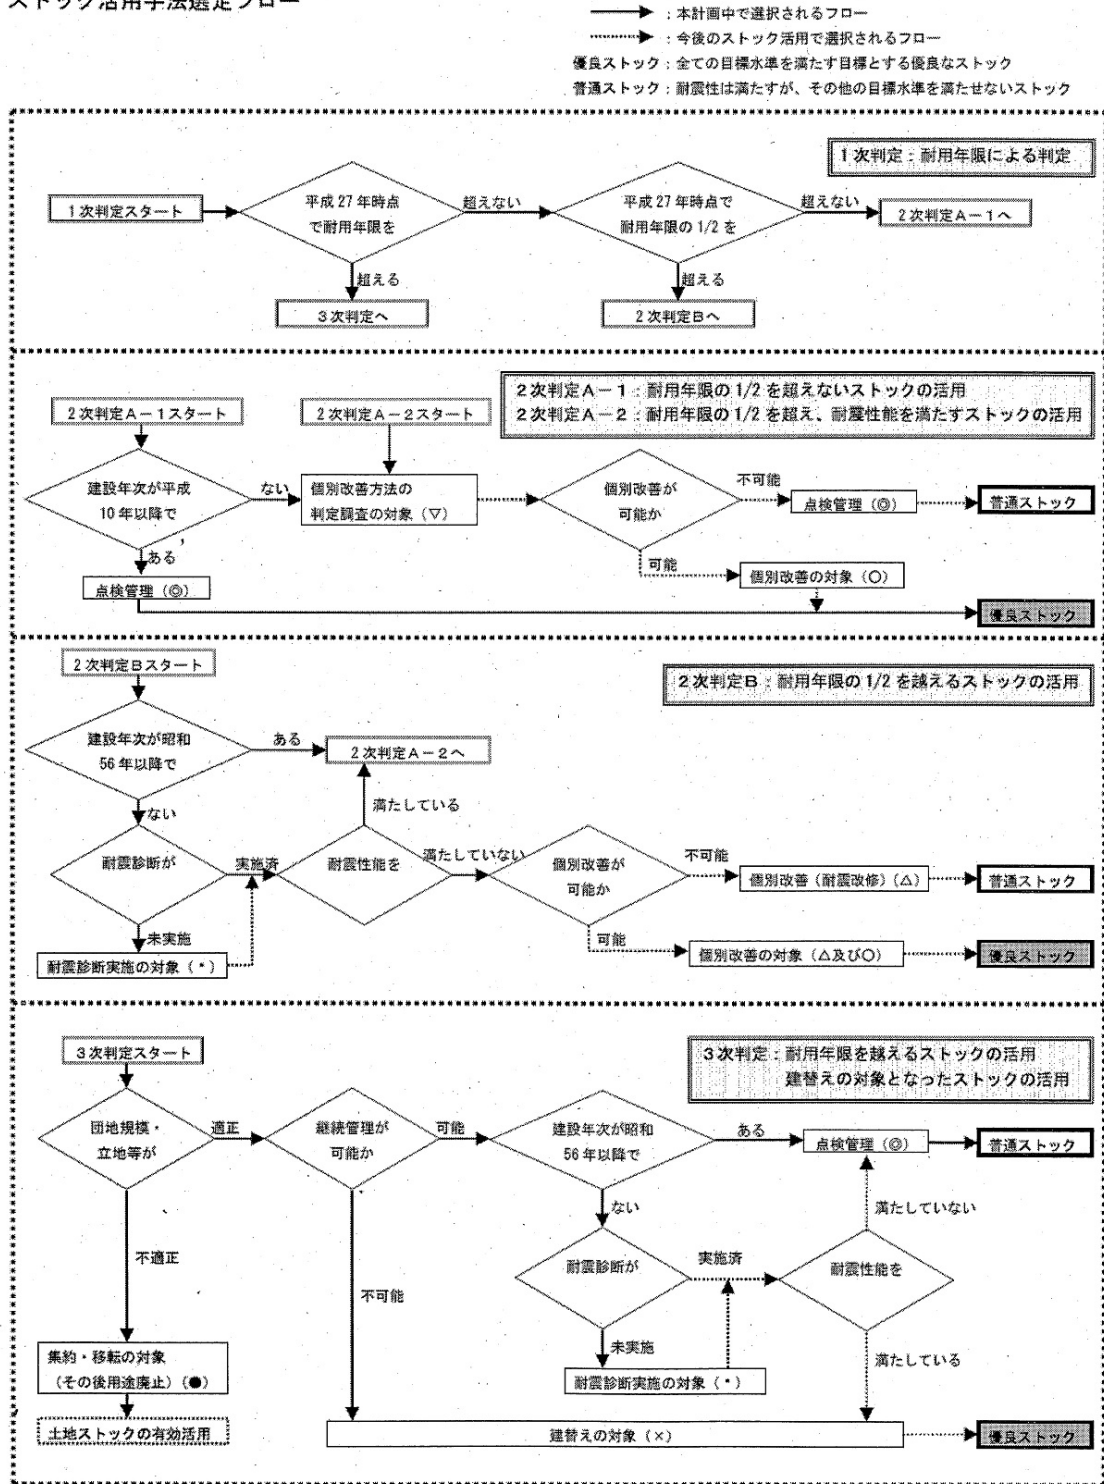 ストック活用手法選定フロー
：本計画中で選択されるフロー
：今後のストック活用で選択されるフロー
優良ストック：全ての目標水準を満たす目標とする優良なストック
普通ストック：耐震性は満たすが、その他の目標水準を満たせないストック
1次判定：耐用年限による判定
1次判定スタート
平成27年時点
で耐用年限を
超えない
平成27年時点で
耐用年限の1/2を
超えない
2次判定A－1へ
超える
超える
3次判定へ
2次判定Bへ
2次判定A－1：耐用年限の1/2を超えないストックの活用
2次判定A－2：耐用年限の1/2を超え、耐震性能を満たすストックの活用
2次判定A－1スタート
2次判定A－2スタート
建設年次が平成
10年以降で
ない
個別改善方法の
判定調査の対象（▽）
個別改善が
可能か
不可能
点検管理（◎）
普通ストック
ある
可能
点検管理（◎）
個別改善の対象（○）
優良ストック
2次判定Bスタート
2次判定B：耐用年限の1/2を越えるストックの活用
建設年次が昭和
56年以降で
ある
2次判定A－2へ
ない
満たしている
耐震診断が
実施済
耐震性能を
満たしていない
個別改善が
可能か
不可能
個別改善（耐震改修）（△）
普通ストック
未実施
可能
耐震診断実施の対象（*）
個別改善の対象（△及び○）
優良ストック
3次判定スタート
3次判定：耐用年限を越えるストックの活用
建替えの対象となったストックの活用
団地規模・
立地等が
適正
継続管理が
可能か
可能
建設年次が昭和
56年以降で
ある
点検管理（◎）
普通ストック
ない
満たしていない
不適正
不可能
耐震診断が
実施済
耐震性能を
未実施
満たしている
集約・移転の対象
（その後用途廃止）（●）
耐震診断実施の対象（*）
土地ストックの有効活用
建替えの対象（×）
優良ストック